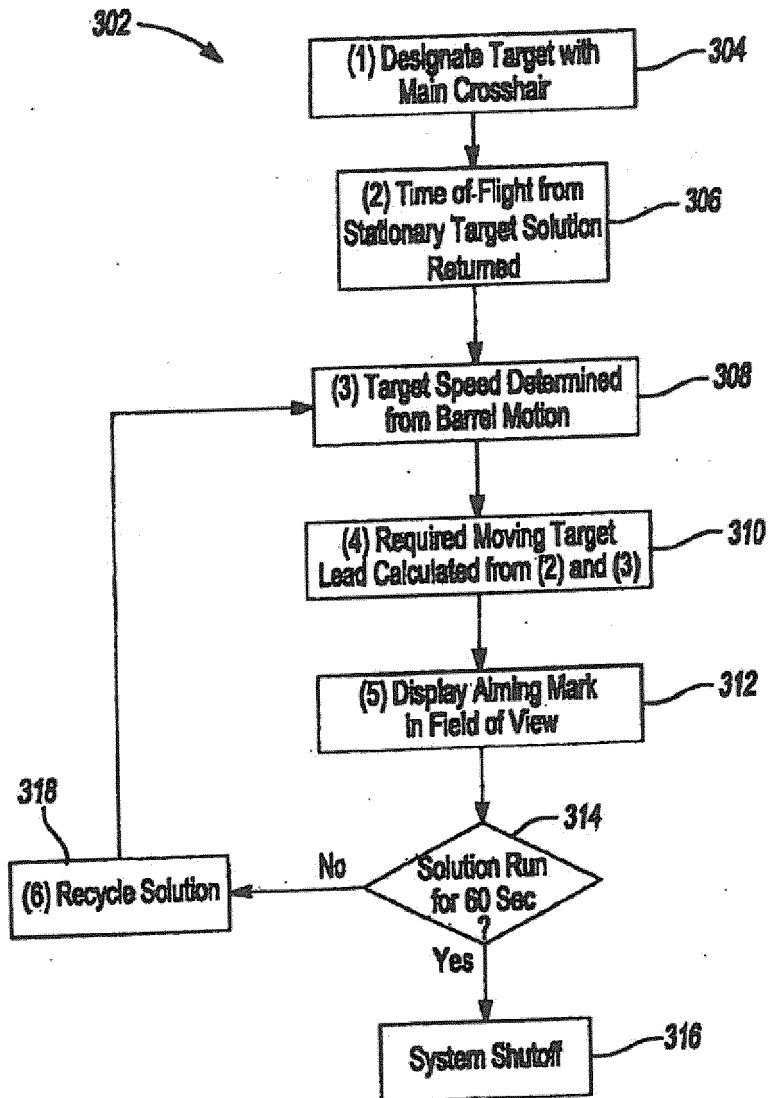 302
(1) Designate Target with
Main Crosshair
304
(2) Time of-Flight from
Stationary Target Solution
Returned
306
(3) Target Speed Determined
from Barrel Motion
308
(4) Required Moving Target
Lead Calculated from (2) and (3)
310
(5) Display Aiming Mark
in Field of View
312
314
Solution Run
for 60 Sec
?
No
318
(6) Recycle Solution
Yes
System Shutoff
316